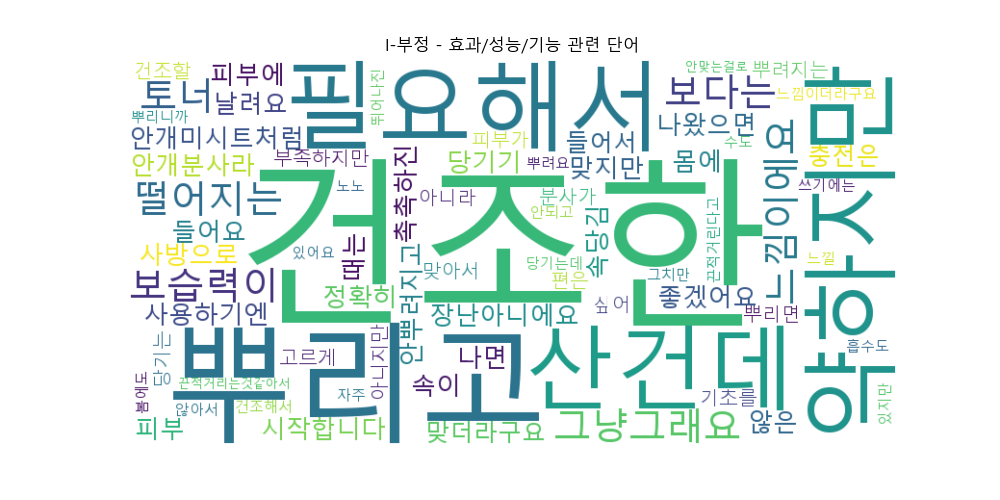 I-부정 - 효과/성능/기능 관련 단어
건조한
뿌리고
필요해서
산건데
약하지만
건조할
피부에
토너
날려요
뿌리니까
안개미시트처럼
안개분사라
부족하지만
노노
떨어지는
들어요
사방으로
있어요
보습력이
사용하기엔
때는
촉촉하진
정확히
뛰어나진
피부가
당기기
뿌려요
아니라
맞아서
당기는데
편은
들어서
맞지만
분사가
안되고
속당김
싶어
보다는
나왔으면
몸에
수도
끈적거린다고
그치만
안맞는걸로
뿌려지는
느낌이더라구요
느낌이에요
충전은
쓰기에는
느낄
좋겠어요
뿌리면
흡수도
있지만
장난아니에요
안뿌려지고
나면
속이
고르게
아니지만
자주
당기는
봄에도
끈적거리는것같아서
않아서
건조해서
피부
시작합니다
맞더라구요
그냥그래요
기초를
않은